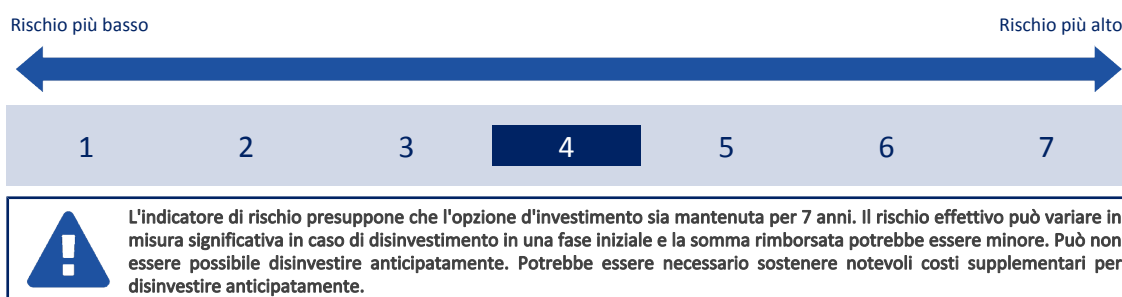 Rischio più basso Rischio più alto
1 2 3 4 5 6 7
L'indicatore di rischio presuppone che l'opzione d'investimento sia mantenuta per 7 anni. Il rischio effettivo può variare in
misura significativa in caso di disinvestimento in una fase iniziale e la somma rimborsata potrebbe essere minore. Può non
essere possibile disinvestire anticipatamente. Potrebbe essere necessario sostenere notevoli costi supplementari per
disinvestire anticipatamente.